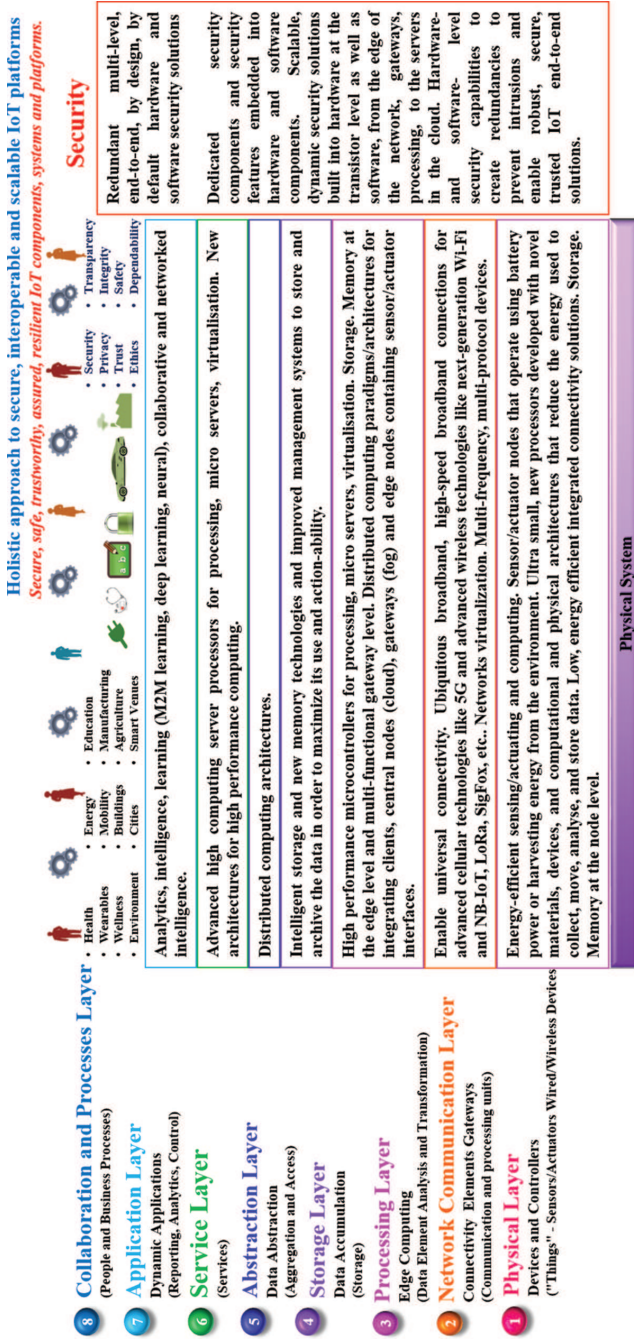 Holistic approach to secure, interoperable and scalable IoT platforms
Secure, safe, trustworthy, assured, resilient IoT components, systems and platforms.
8 Collaboration and Processes Layer
(People and Business Processes)
• Health
• Wearables
• Wellness
• Environment
• Energy
• Mobility
• Buildings
• Cities
• Education
• Manufacturing
• Agriculture
• Smart Venues
a b c
• Security
• Privacy
• Trust
• Ethics
• Transparency
• Integrity
• Safety
• Dependability
7 Application Layer
Dynamic Applications
(Reporting, Analytics, Control)
Analytics, intelligence, learning (M2M learning, deep learning, neural), collaborative and networked
intelligence.
6 Service Layer
(Services)
Advanced high computing server processors for processing, micro servers, virtualisation. New
architectures for high performance computing.
5 Abstraction Layer
Data Abstraction
(Aggregation and Access)
Distributed computing architectures.
4 Storage Layer
Data Accumulation
(Storage)
Intelligent storage and new memory technologies and improved management systems to store and
archive the data in order to maximize its use and action-ability.
3 Processing Layer
Edge Computing
(Data Element Analysis and Transformation)
High performance microcontrollers for processing, micro servers, virtualisation. Storage. Memory at
the edge level and multi-functional gateway level. Distributed computing paradigms/architectures for
integrating clients, central nodes (cloud), gateways (fog) and edge nodes containing sensor/actuator
interfaces.
2 Network Communication Layer
Connectivity Elements Gateways
(Communication and processing units)
Enable universal connectivity. Ubiquitous broadband, high-speed broadband connections for
advanced cellular technologies like 5G and advanced wireless technologies like next-generation Wi-Fi
and NB-IoT, LoRa, SigFox, etc.. Networks virtualization. Multi-frequency, multi-protocol devices.
1 Physical Layer
Devices and Controllers
("Things" - Sensors/Actuators Wired/Wireless Devices
Energy-efficient sensing/actuating and computing. Sensor/actuator nodes that operate using battery
power or harvesting energy from the environment. Ultra small, new processors developed with novel
materials, devices, and computational and physical architectures that reduce the energy used to
collect, move, analyse, and store data. Low, energy efficient integrated connectivity solutions. Storage.
Memory at the node level.
Physical System
Security
Redundant multi-level,
end-to-end, by design, by
default hardware and
software security solutions
Dedicated security
components and security
features embedded into
hardware and software
components. Scalable,
dynamic security solutions
built into hardware at the
transistor level as well as
software, from the edge of
the network, gateways,
processing, to the servers
in the cloud. Hardware-
and software- level
security capabilities to
create redundancies to
prevent intrusions and
enable robust, secure,
trusted IoT end-to-end
solutions.